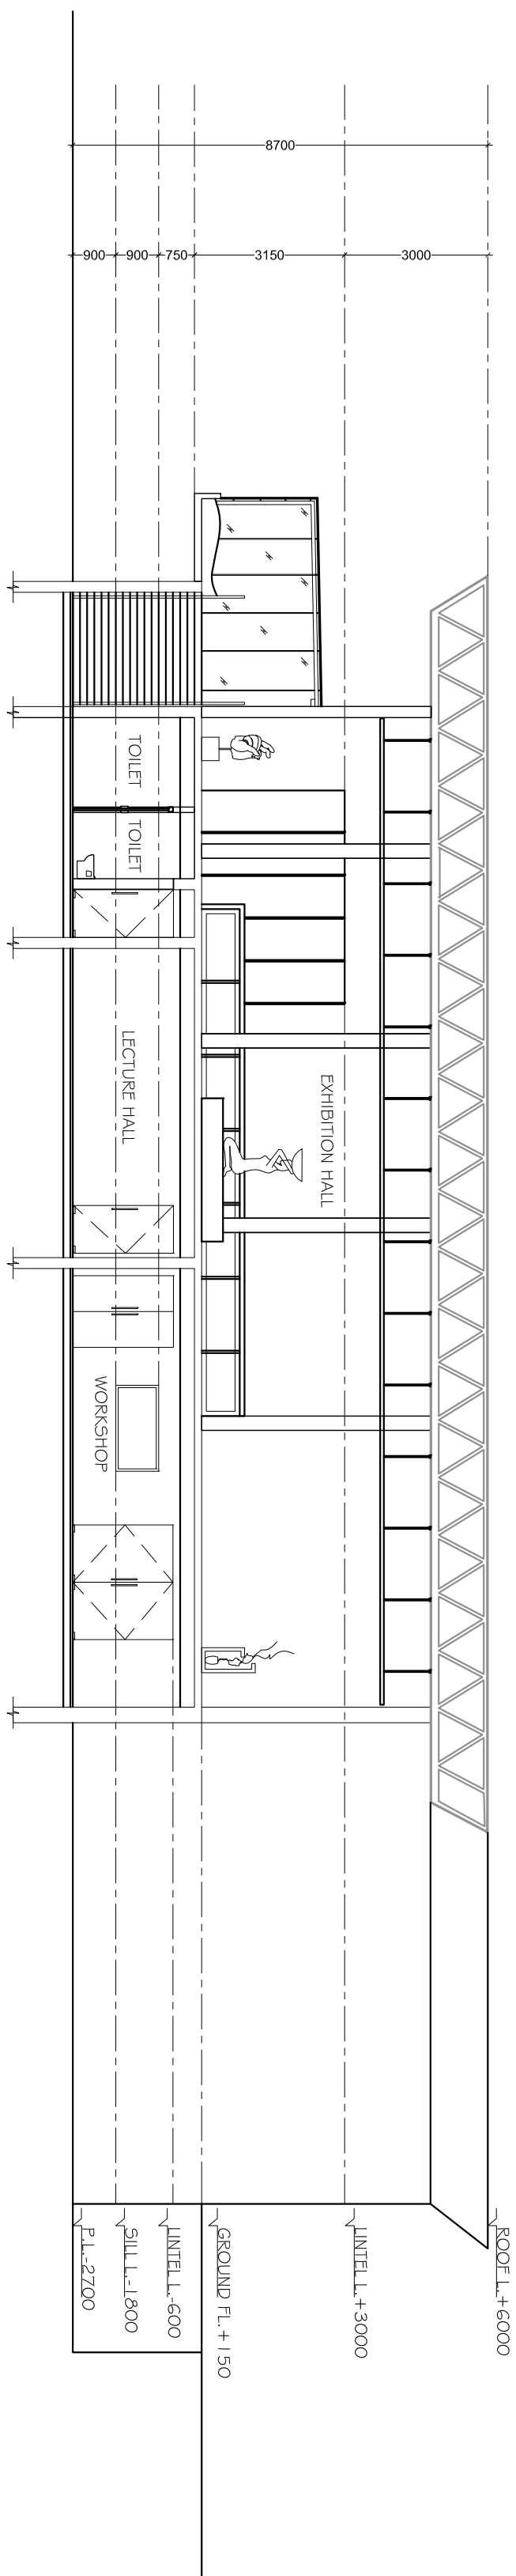 ROOF L.+6000
LINTEL L.+3000
GROUND FL.+150
LINTEL L.-600
SILL L.-1800
P.L.-2700
EXHIBITION HALL
TOILET
TOILET
LECTURE HALL
WORKSHOP
8700
3000
3150
750
900
900